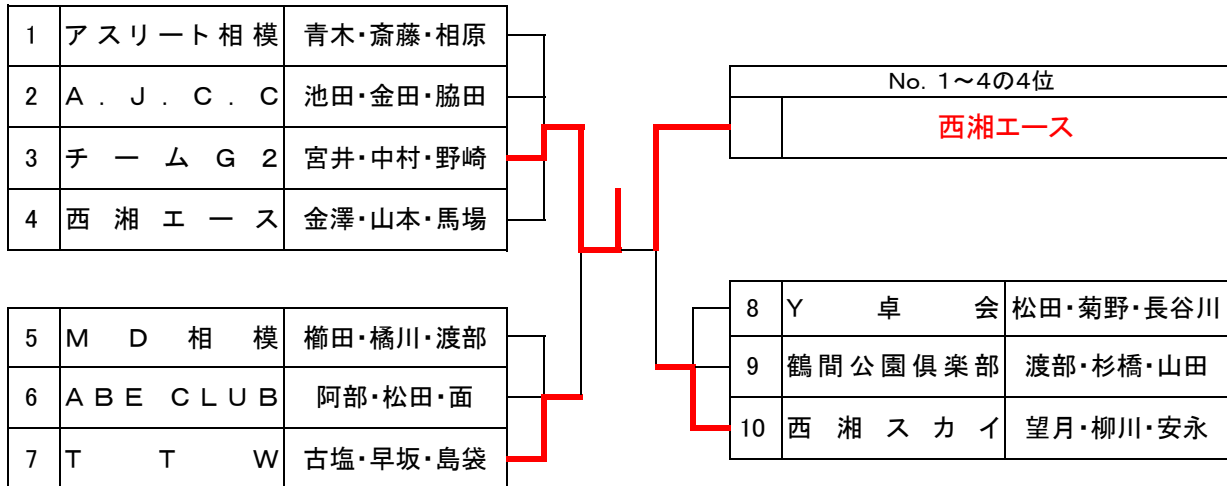 1 アスリート相模 青木・斎藤・相原
2 A．J．C．C 池田・金田・脇田
3 チームG2 宮井・中村・野崎
4 西湘エース 金澤・山本・馬場
5 MD相模 櫛田・橘川・渡部
6 ABE CLUB 阿部・松田・面
7 TTW 古塩・早坂・島袋
No. 1～4の4位
西湘エース
8 Y卓会 松田・菊野・長谷川
9 鶴間公園倶楽部 渡部・杉橋・山田
10 西湘スカイ 望月・柳川・安永